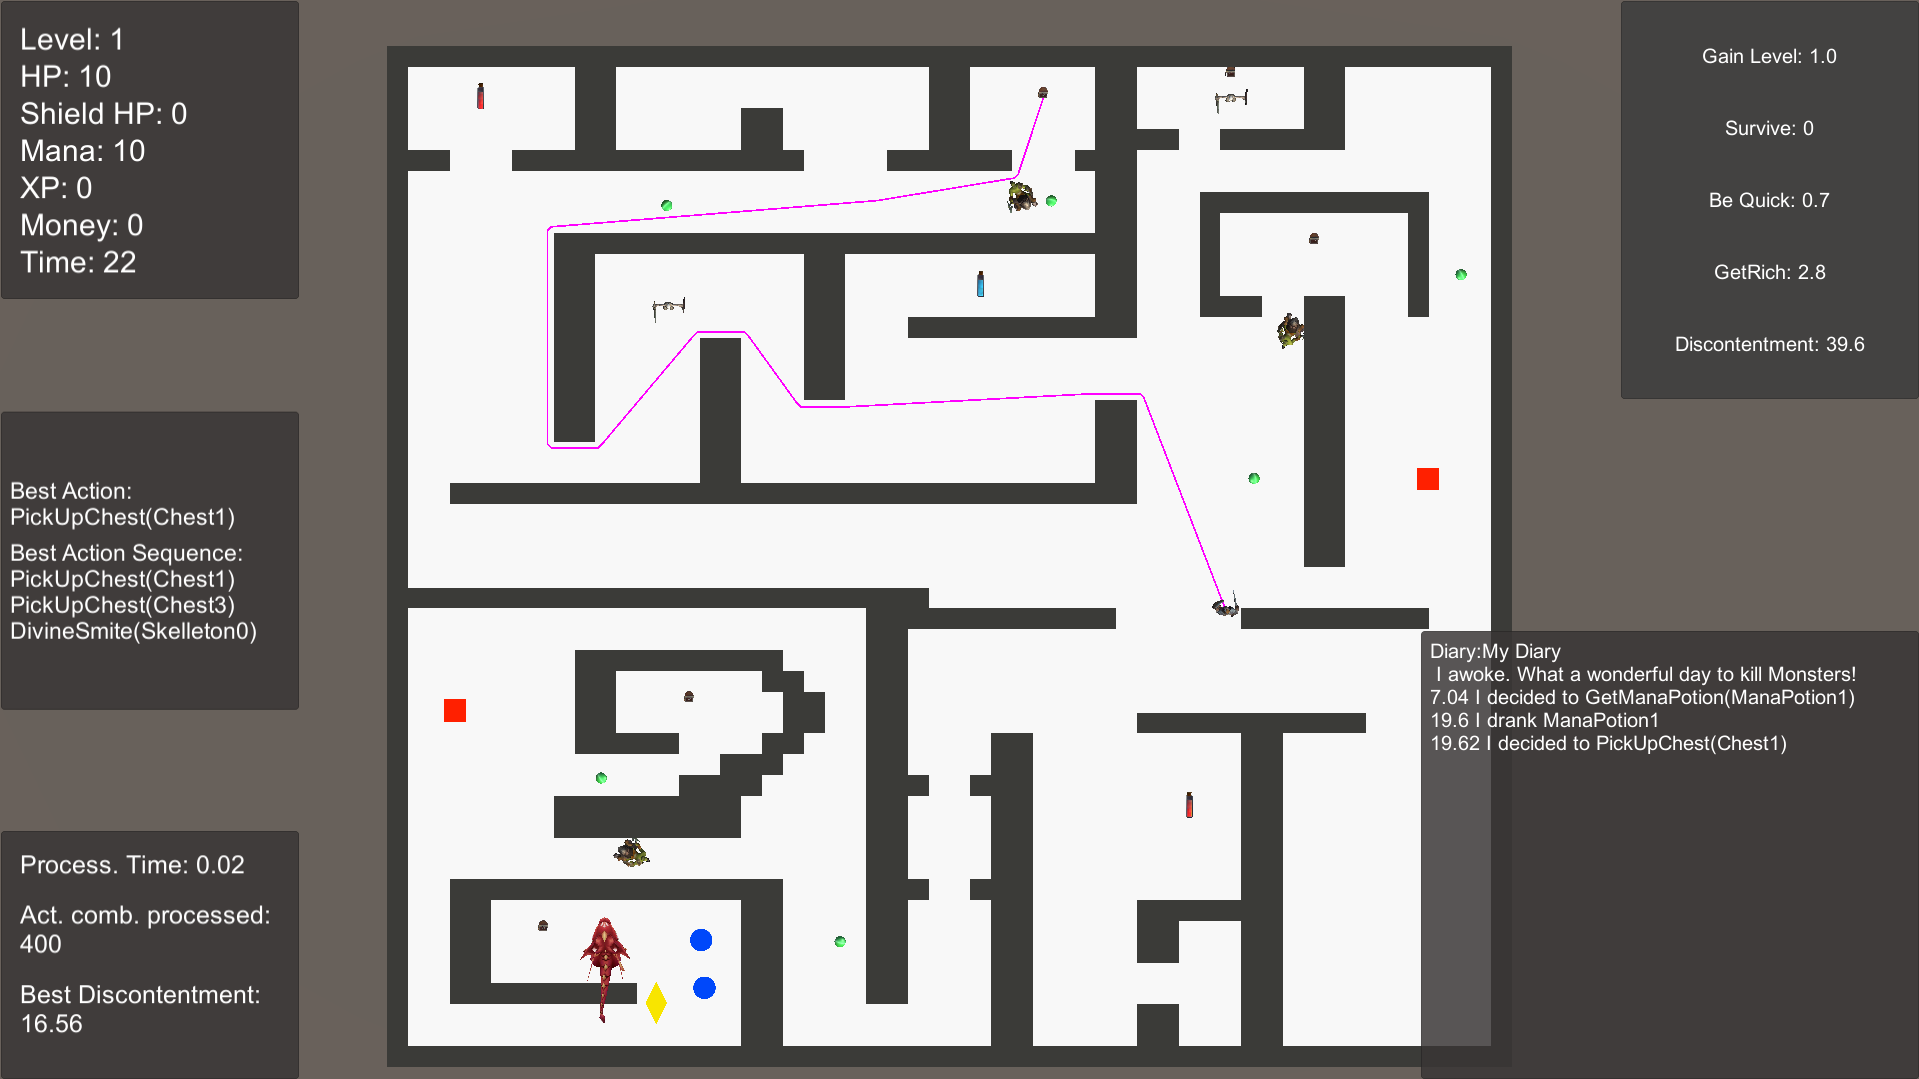 Level: 1
HP: 10
Shield HP: 0
Mana: 10
XP: 0
Money: 0
Time: 22
Best Action:
PickUpChest(Chest1)
Best Action Sequence:
PickUpChest(Chest1)
PickUpChest(Chest3)
DivineSmite(Skelleton0)
Process. Time: 0.02
Act. comb. processed:
400
Best Discontentment:
16.56
Gain Level: 1.0
Survive: 0
Be Quick: 0.7
GetRich: 2.8
Discontentment: 39.6
Diary:My Diary
I awoke. What a wonderful day to kill Monsters!
7.04 I decided to GetManaPotion(ManaPotion1)
19.6 I drank ManaPotion1
19.62 I decided to PickUpChest(Chest1)